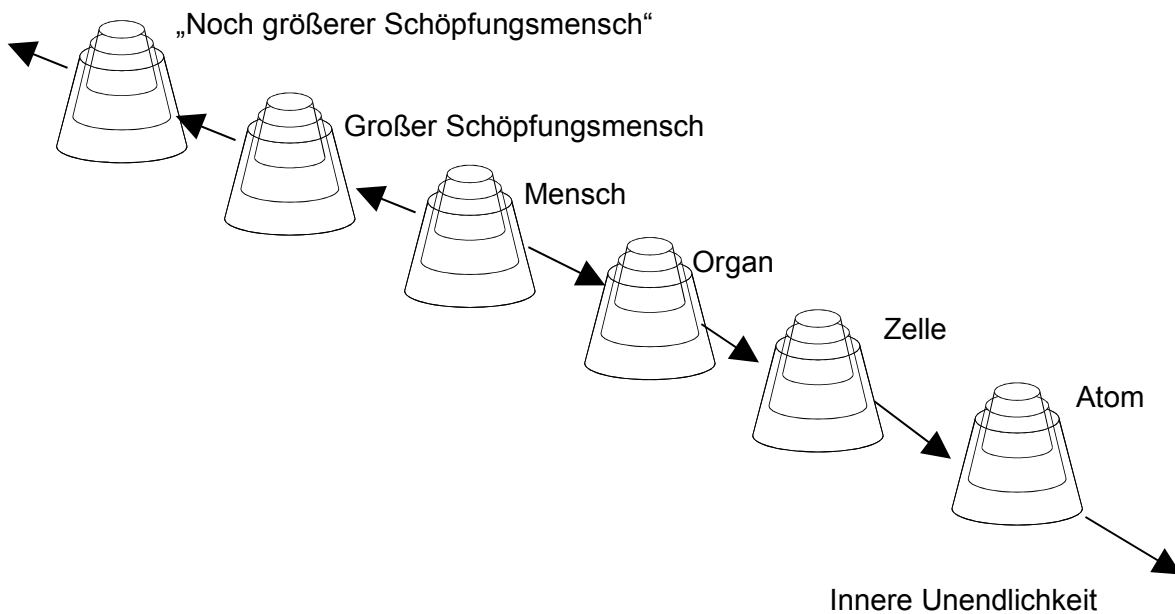 „Noch größerer Schöpfungsmensch“
Großer Schöpfungsmensch
Mensch
Organ
Zelle
Atom
Innere Unendlichkeit